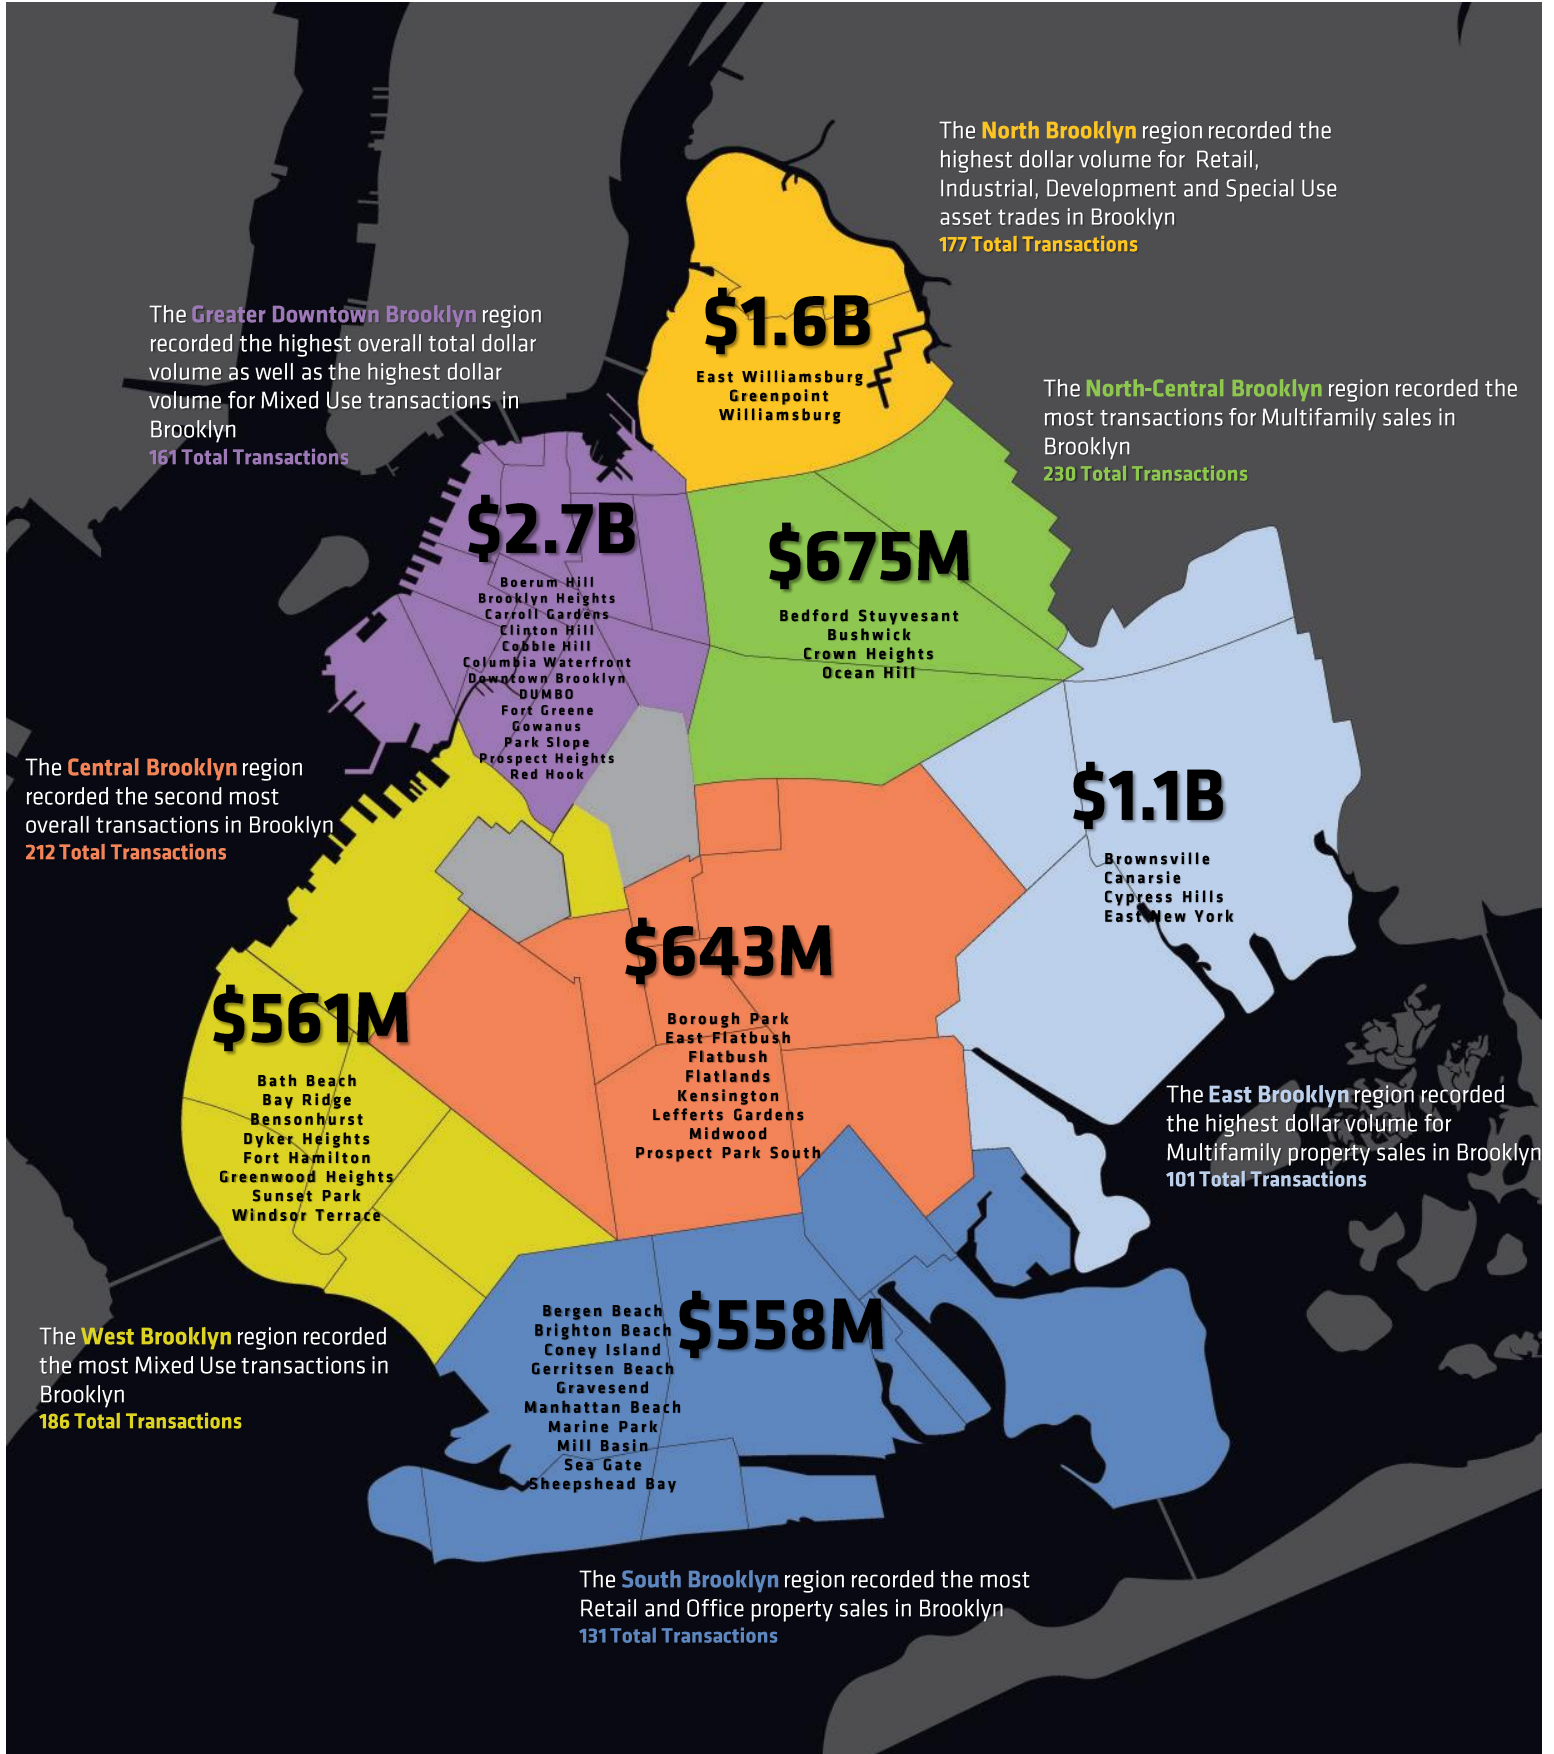 The North Brooklyn region recorded the
highest dollar volume for Retail,
Industrial, Development and Special Use
asset trades in Brooklyn
177 Total Transactions
$1.6B
East Williamsburg
Greenpoint
Williamsburg
The Greater Downtown Brooklyn region
recorded the highest overall total dollar
volume as well as the highest dollar
volume for Mixed Use transactions in
Brooklyn
161 Total Transactions
The North-Central Brooklyn region recorded the
most transactions for Multifamily sales in
Brooklyn
230 Total Transactions
$2.7B
Boerum Hill
Brooklyn Heights
Carroll Gardens
Clinton Hill
Cobble Hill
Columbia Waterfront
Downtown Brooklyn
DUMBO
Fort Greene
Gowanus
Park Slope
Prospect Heights
Red Hook
$675M
Bedford Stuyvesant
Bushwick
Crown Heights
Ocean Hill
The Central Brooklyn region
recorded the second most
overall transactions in Brooklyn
212 Total Transactions
$1.1B
Brownsville
Canarsie
Cypress Hills
East New York
$643M
Borough Park
East Flatbush
Flatbush
Flatlands
Kensington
Lefferts Gardens
Midwood
Prospect Park South
$561M
Bath Beach
Bay Ridge
Bensonhurst
Dyker Heights
Fort Hamilton
Greenwood Heights
Sunset Park
Windsor Terrace
The East Brooklyn region recorded
the highest dollar volume for
Multifamily property sales in Brooklyn
101 Total Transactions
The West Brooklyn region recorded
the most Mixed Use transactions in
Brooklyn
186 Total Transactions
$558M
Bergen Beach
Brighton Beach
Coney Island
Gerritsen Beach
Gravesend
Manhattan Beach
Marine Park
Mill Basin
Sea Gate
Sheepshead Bay
The South Brooklyn region recorded the most
Retail and Office property sales in Brooklyn
131 Total Transactions